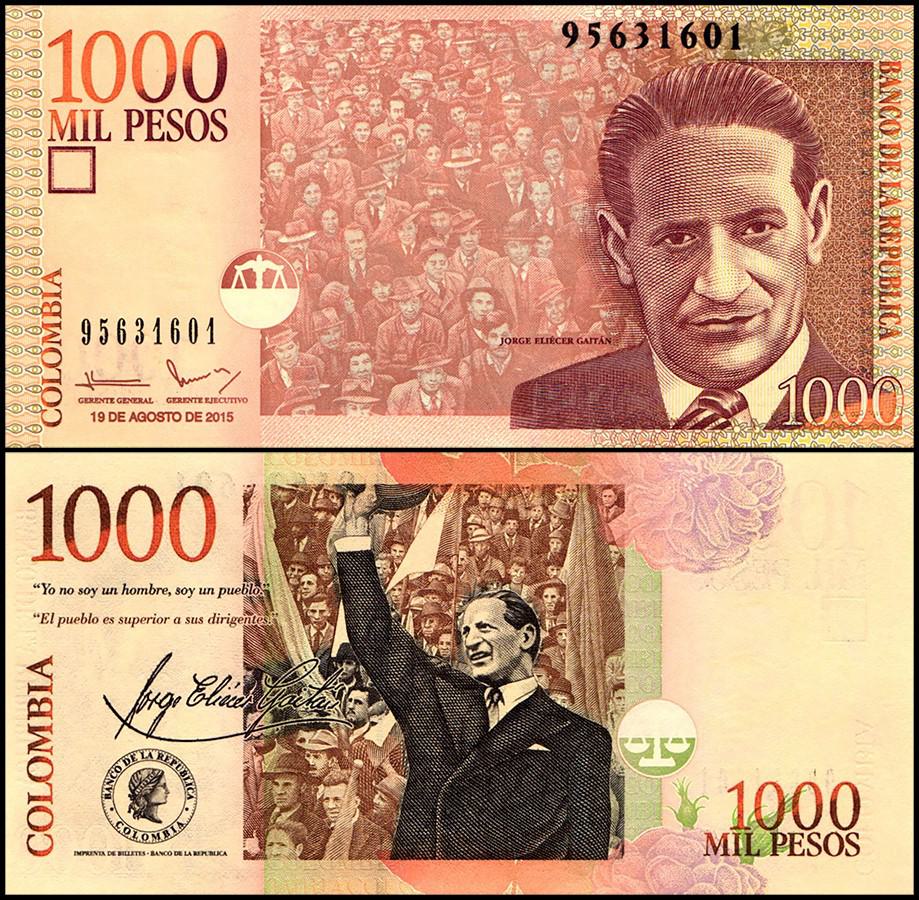 1000
MIL PESOS
95631601
BANCO DE LA REPUBLICA
COLOMBIA
95631601
JORGE ELIÉCER GAITÁN
GERENTE GENERAL GERENTE EJECUTIVO
19 DE AGOSTO DE 2015
1000
1000
“Yo no soy un hombre, soy un pueblo.”
“El pueblo es superior a sus dirigentes.”
Jorge Eliécer Gaitán
COLOMBIA
BANCO DE LA REPUBLICA
COLOMBIA
IMPRENTA DE BILLETES - BANCO DE LA REPUBLICA
1000
MIL PESOS